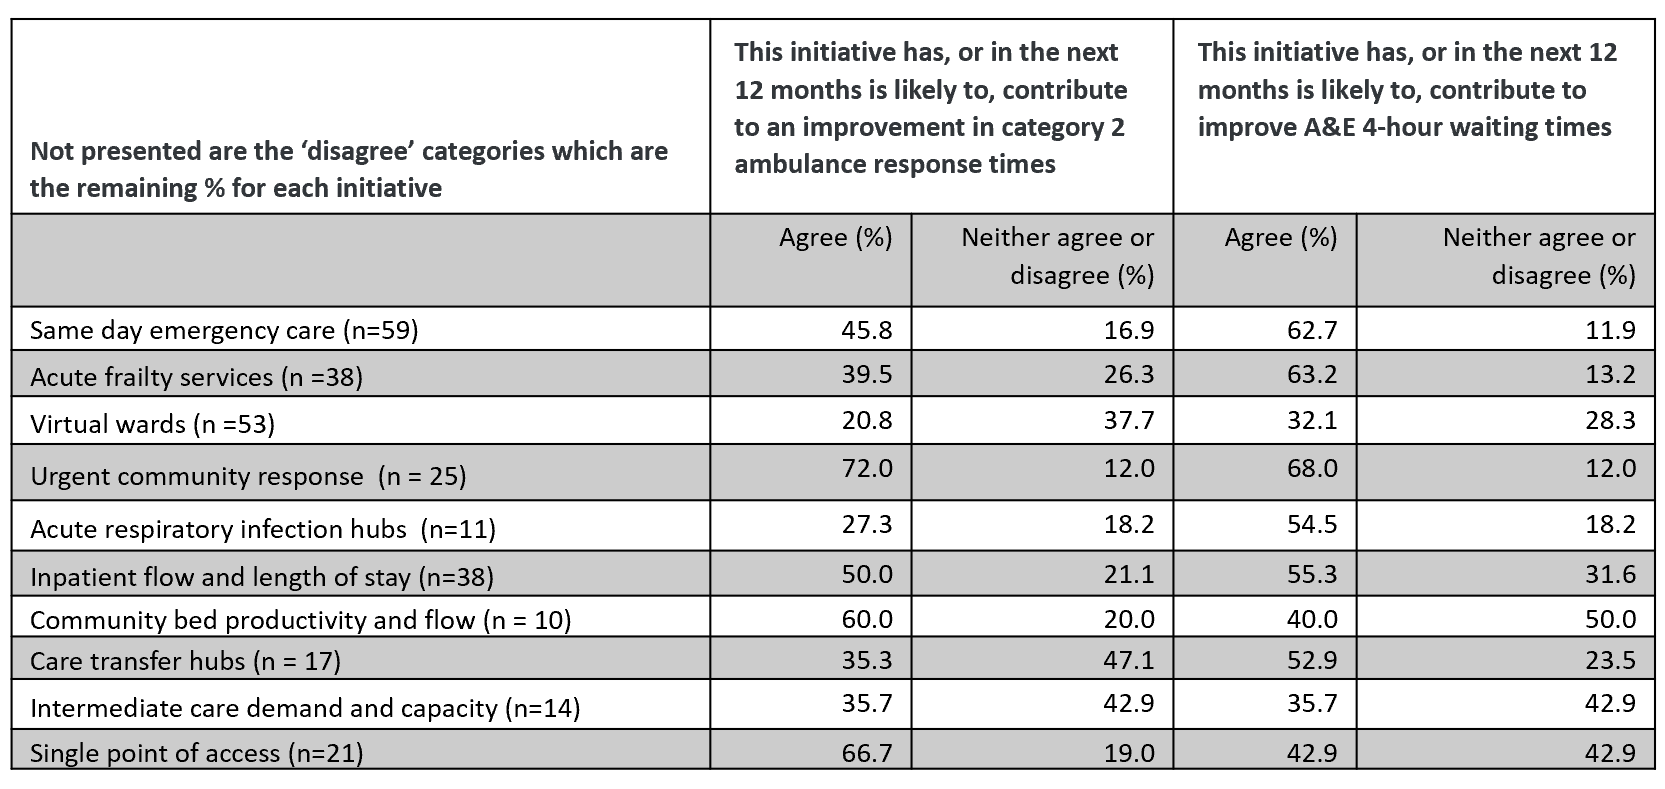 Not presented are the ‘disagree’ categories which are
the remaining % for each initiative
This initiative has, or in the next
12 months is likely to, contribute
to an improvement in category 2
ambulance response times
This initiative has, or in the next 12
months is likely to, contribute to
improve A&E 4-hour waiting times
Agree (%)
Neither agree or
disagree (%)
Agree (%)
Neither agree or
disagree (%)
Same day emergency care (n=59) 45.8 16.9 62.7 11.9
Acute frailty services (n =38) 39.5 26.3 63.2 13.2
Virtual wards (n =53) 20.8 37.7 32.1 28.3
Urgent community response  (n = 25) 72.0 12.0 68.0 12.0
Acute respiratory infection hubs  (n=11) 27.3 18.2 54.5 18.2
Inpatient flow and length of stay (n=38) 50.0 21.1 55.3 31.6
Community bed productivity and flow (n = 10) 60.0 20.0 40.0 50.0
Care transfer hubs (n = 17) 35.3 47.1 52.9 23.5
Intermediate care demand and capacity (n=14) 35.7 42.9 35.7 42.9
Single point of access (n=21) 66.7 19.0 42.9 42.9